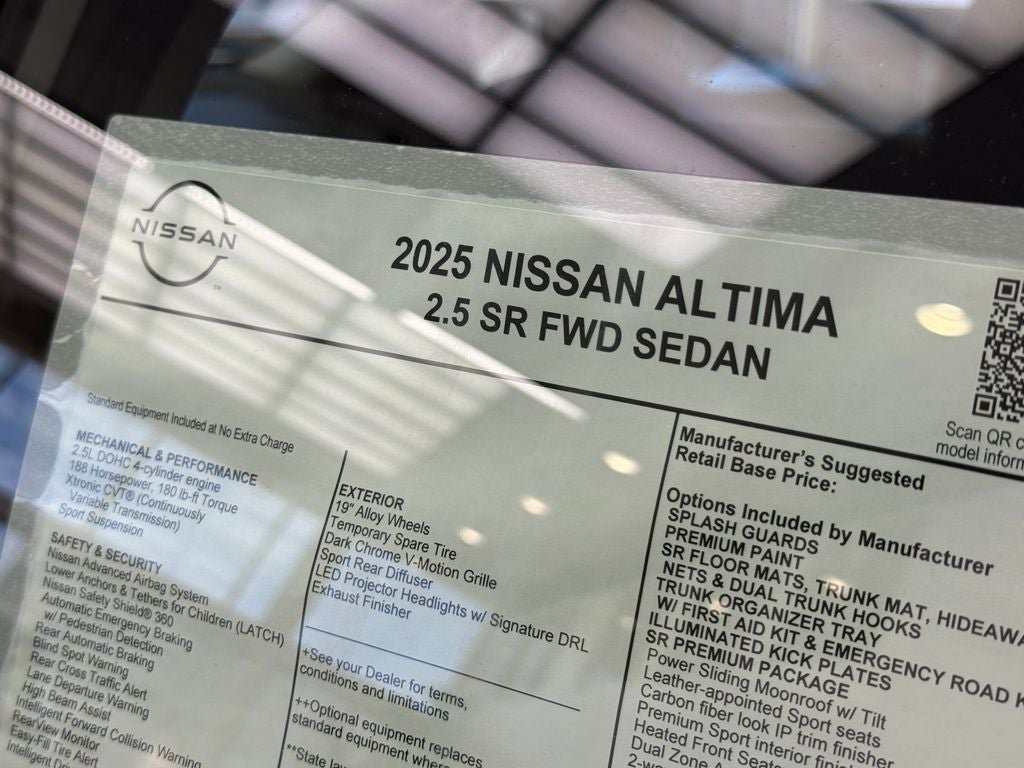 NISSAN
2025 NISSAN ALTIMA
2.5 SR FWD SEDAN
Scan QR
model
Standard Equipment Included at No Extra Charge
MECHANICAL & PERFORMANCE
2.5L DOHC 4-cylinder engine
188 Horsepower, 180 lb-ft Torque
Xtronic CVT® (Continuously
Variable Transmission)
Sport Suspension
SAFETY & SECURITY
Nissan Advanced Airbag System
Lower Anchors & Tethers for Children (LATCH)
Nissan Safety Shield® 360
Automatic Emergency Braking
w/ Pedestrian Detection
Rear Automatic Braking
Blind Spot Warning
Rear Cross Traffic Alert
Lane Departure Warning
High Beam Assist
Intelligent Forward Collision Warning
RearView Monitor
Easy-Fill Tire Alert
Intelligent
EXTERIOR
19" Alloy Wheels
Temporary Spare Tire
Dark Chrome V-Motion Grille
Sport Rear Diffuser
LED Projector Headlights w/ Signature DRL
Exhaust Finisher
+See your Dealer for terms,
conditions and limitations
++Optional equipment replaces
standard equipment where
**State
Manufacturer's Suggested
Retail Base Price:
Options Included by Manufacturer
SPLASH GUARDS
PREMIUM PAINT
SR FLOOR MATS, TRUNK MAT, HIDEAWA
NETS & DUAL TRUNK HOOKS
TRUNK ORGANIZER TRAY
W/ FIRST AID KIT & EMERGENCY ROAD K
ILLUMINATED KICK PLATES
SR PREMIUM PACKAGE
Power Sliding Moonroof w/ Tilt
Leather-appointed Sport seats
Carbon fiber look IP trim finisher
Premium Sport interior finisher
Heated Front Seats
Dual Zone
2-w